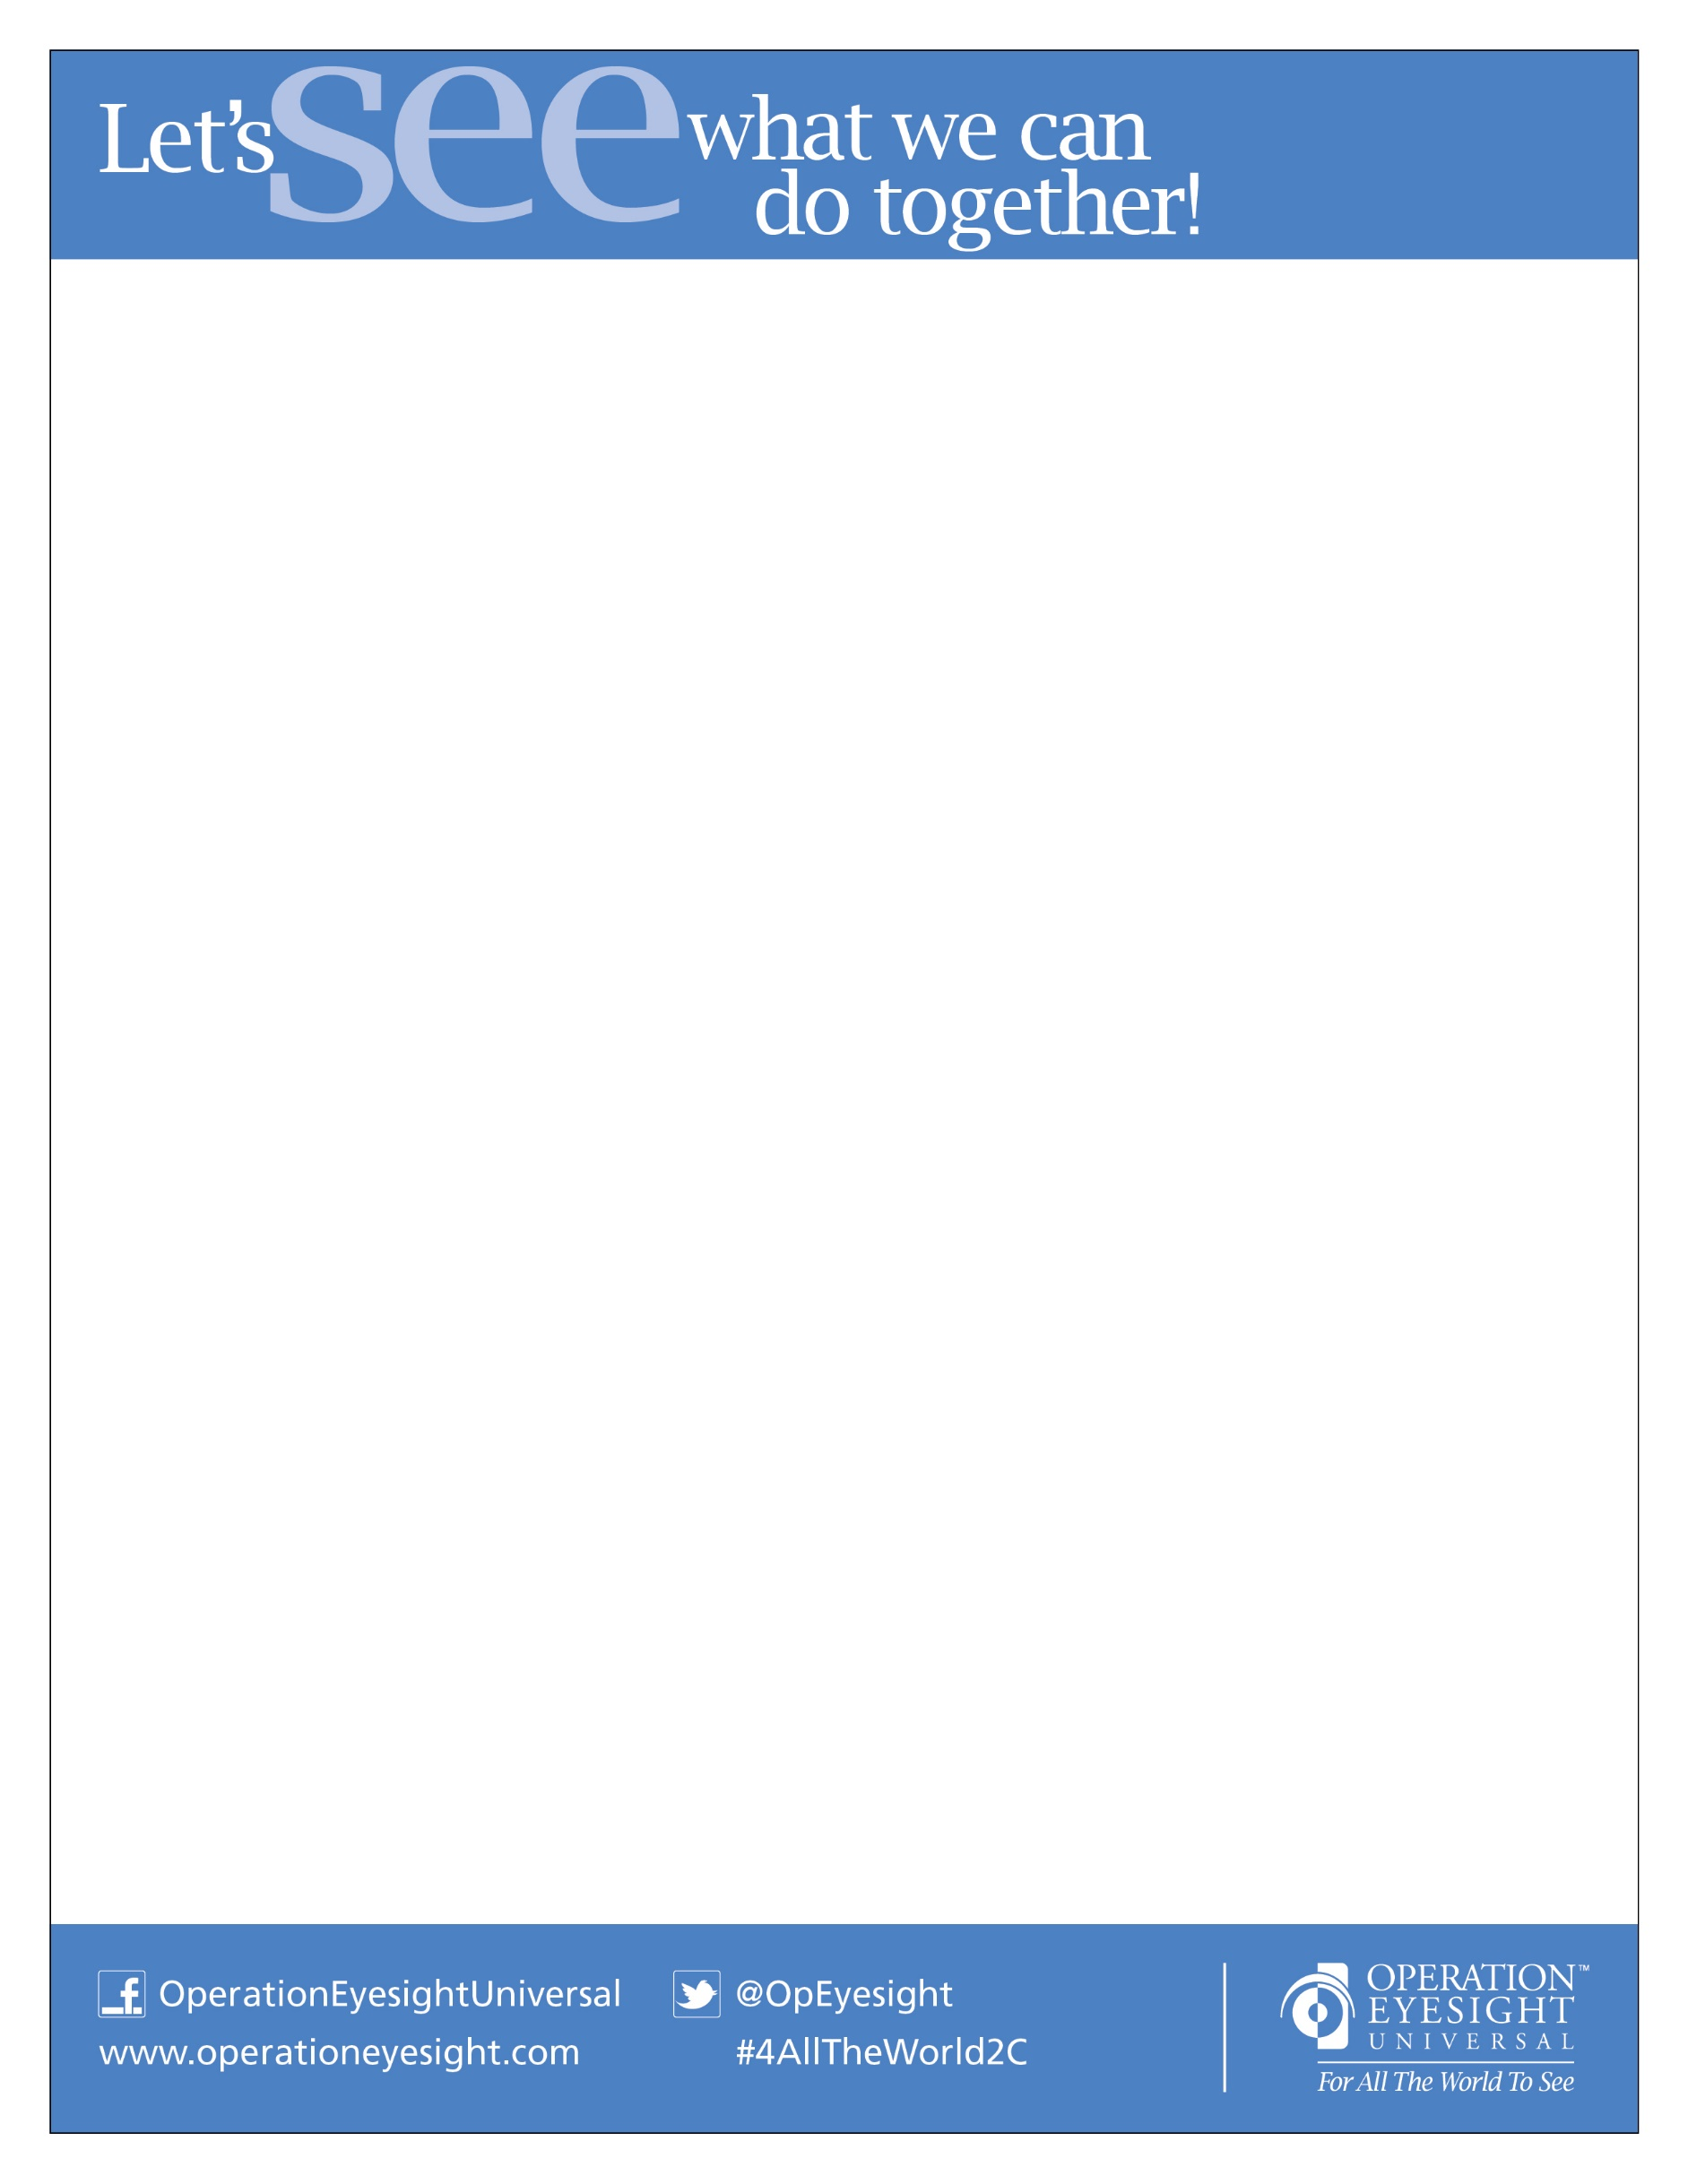 Let's see what we can
do together!
OperationEyesightUniversal
www.operationeyesight.com
@OpEyesight
#4AllTheWorld2C
OPERATION™
EYESIGHT
UNIVERSAL
For All The World To See